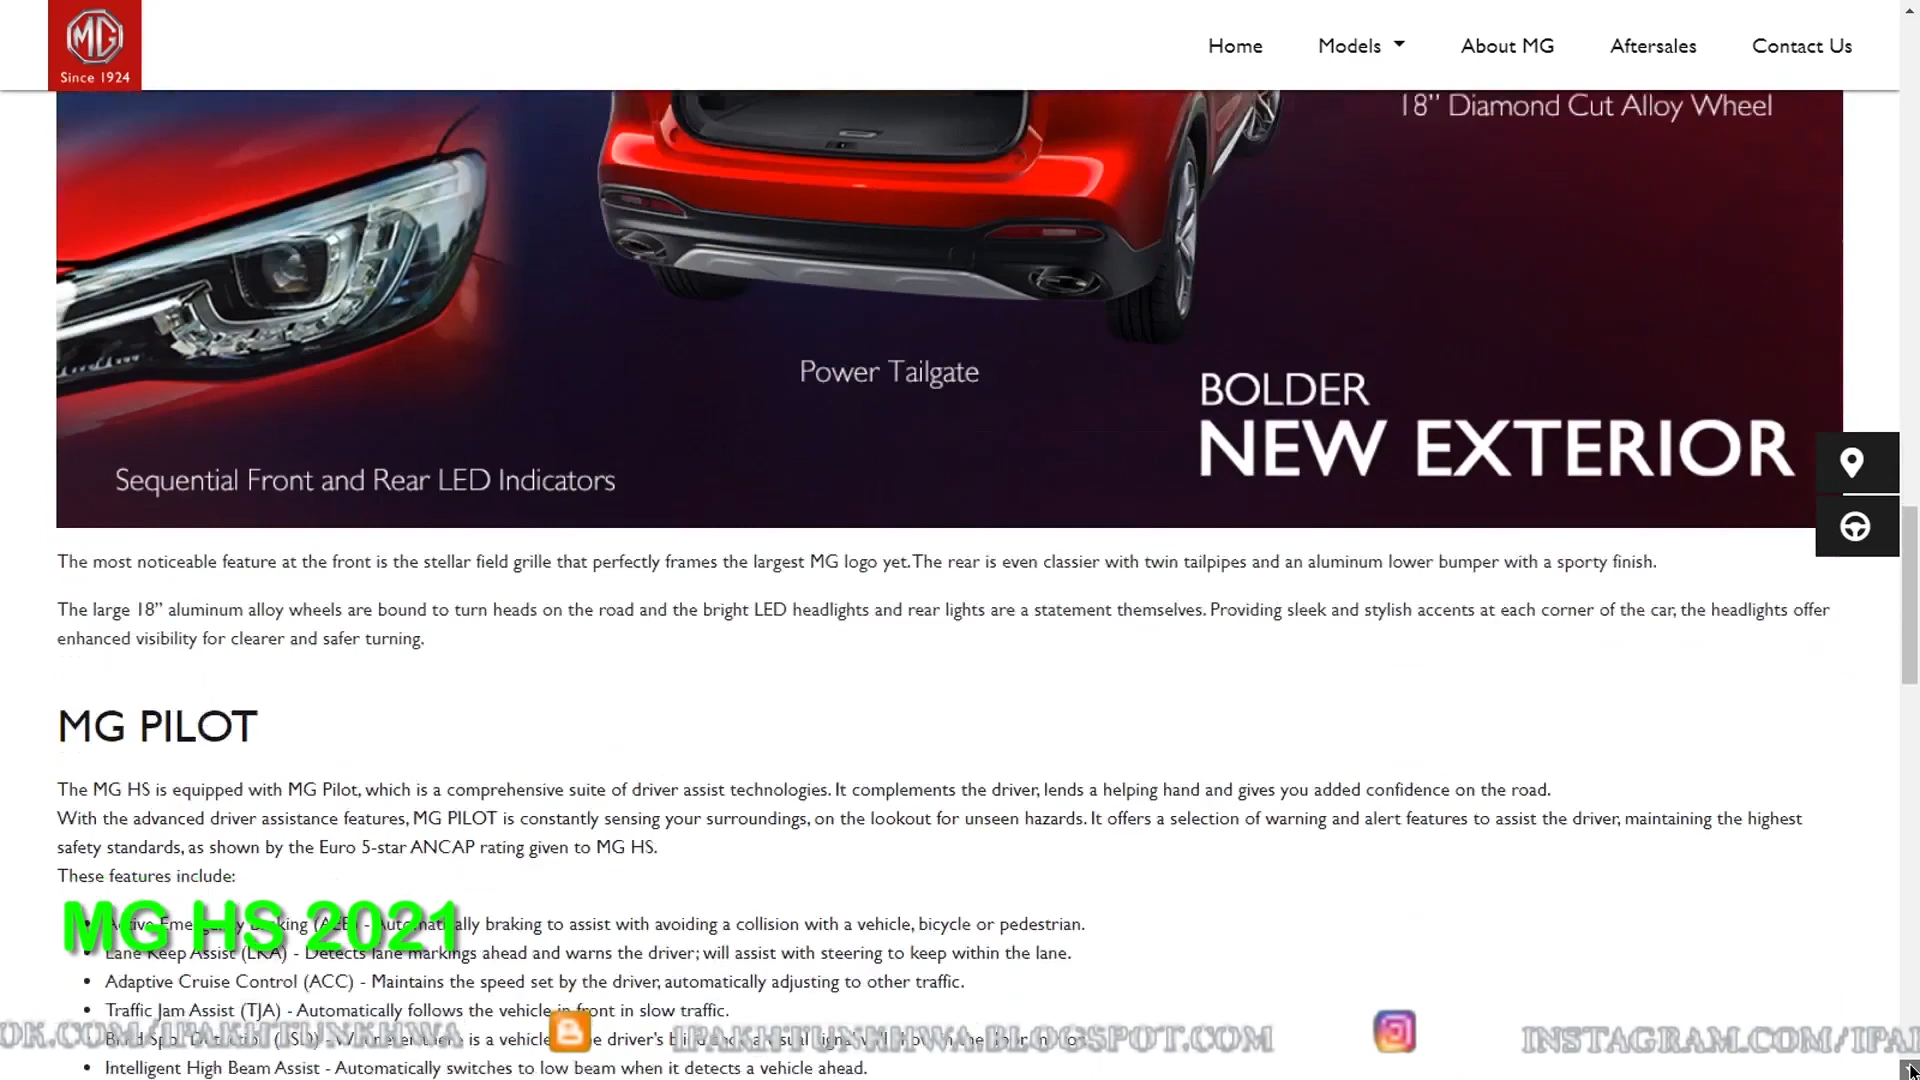 MG
Since 1924
Home
Models
About MG
Aftersales
Contact Us
18” Diamond Cut Alloy Wheel
Power Tailgate
BOLDER
NEW EXTERIOR
Sequential Front and Rear LED Indicators
The most noticeable feature at the front is the stellar field grille that perfectly frames the largest MG logo yet. The rear is even classier with twin tailpipes and an aluminum lower bumper with a sporty finish.
The large 18” aluminum alloy wheels are bound to turn heads on the road and the bright LED headlights and rear lights are a statement themselves. Providing sleek and stylish accents at each corner of the car, the headlights offer
enhanced visibility for clearer and safer turning.
MG PILOT
The MG HS is equipped with MG Pilot, which is a comprehensive suite of driver assist technologies. It complements the driver, lends a helping hand and gives you added confidence on the road.
With the advanced driver assistance features, MG PILOT is constantly sensing your surroundings, on the lookout for unseen hazards. It offers a selection of warning and alert features to assist the driver, maintaining the highest
safety standards, as shown by the Euro 5-star ANCAP rating given to MG HS.
These features include:
MG HS 2021
Active Emergency Braking (AEB) - Automatically braking to assist with avoiding a collision with a vehicle, bicycle or pedestrian.
Lane Keep Assist (LKA) - Detects lane markings ahead and warns the driver; will assist with steering to keep within the lane.
Adaptive Cruise Control (ACC) - Maintains the speed set by the driver, automatically adjusting to other traffic.
Traffic Jam Assist (TJA) - Automatically follows the vehicle in front in slow traffic.
OK.COM/IPAKHTUNKHWA IPAKHTUNKHWA.BLOGSPOT.COM INSTAGRAM.COM/IPA
is a vehicle driver's
Intelligent High Beam Assist - Automatically switches to low beam when it detects a vehicle ahead.